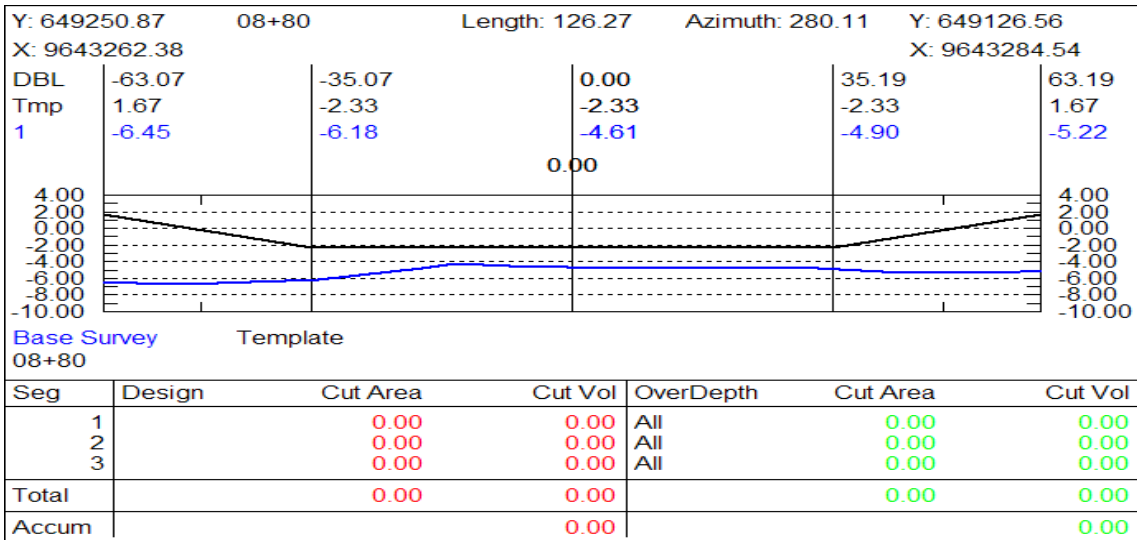 Y: 649250.87 08+80 Length: 126.27 Azimuth: 280.11 Y: 649126.56
X: 9643262.38 X: 9643284.54
DBL -63.07 -35.07 0.00 35.19 63.19
Tmp 1.67 -2.33 -2.33 -2.33 1.67
1 -6.45 -6.18 -4.61 -4.90 -5.22
0.00
4.00 4.00
2.00 2.00
0.00 0.00
-2.00 -2.00
-4.00 -4.00
-6.00 -6.00
-8.00 -8.00
-10.00 -10.00
Base Survey Template
08+80
Seg Design Cut Area Cut Vol OverDepth Cut Area Cut Vol
1 0.00 0.00 All 0.00 0.00
2 0.00 0.00 All 0.00 0.00
3 0.00 0.00 All 0.00 0.00
Total 0.00 0.00 0.00 0.00
Accum 0.00 0.00